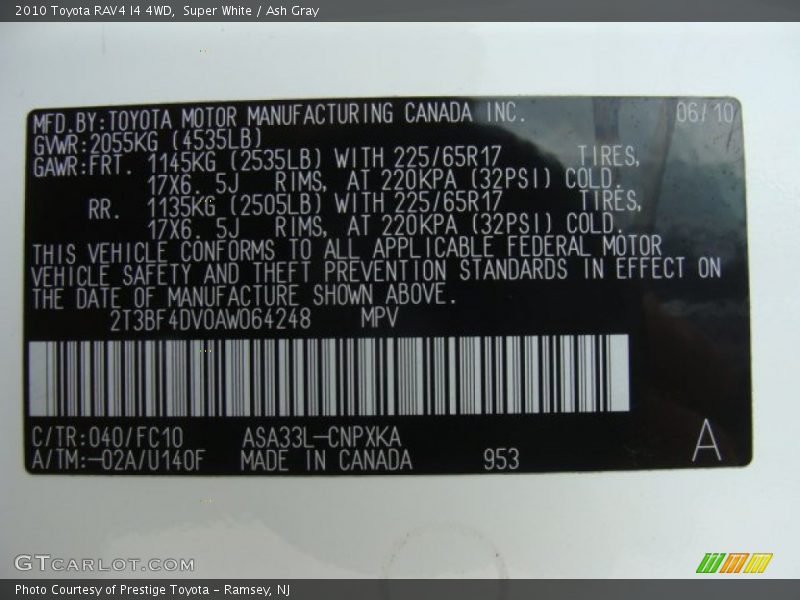 2010 Toyota RAV4 I4 4WD,  Super White / Ash Gray
MFD.BY:TOYOTA MOTOR MANUFACTURING CANADA INC. 06/10
GVWR:2055KG (4535LB)
GAWR:FRT. 1145KG (2535LB) WITH 225/65R17 TIRES,
17X6. 5J RIMS, AT 220KPA (32PSI) COLD.
RR. 1135KG (2505LB) WITH 225/65R17 TIRES,
17X6. 5J RIMS, AT 220KPA (32PSI) COLD.
THIS VEHICLE CONFORMS TO ALL APPLICABLE FEDERAL MOTOR
VEHICLE SAFETY AND THEFT PREVENTION STANDARDS IN EFFECT ON
THE DATE OF MANUFACTURE SHOWN ABOVE.
2T3BF4DV0AW064248 MPV
C/TR:040/FC10 ASA33L-CNPXKA
A/TM:-02A/U140F MADE IN CANADA 953
A
GTCARLOT.COM
Photo Courtesy of Prestige Toyota - Ramsey, NJ